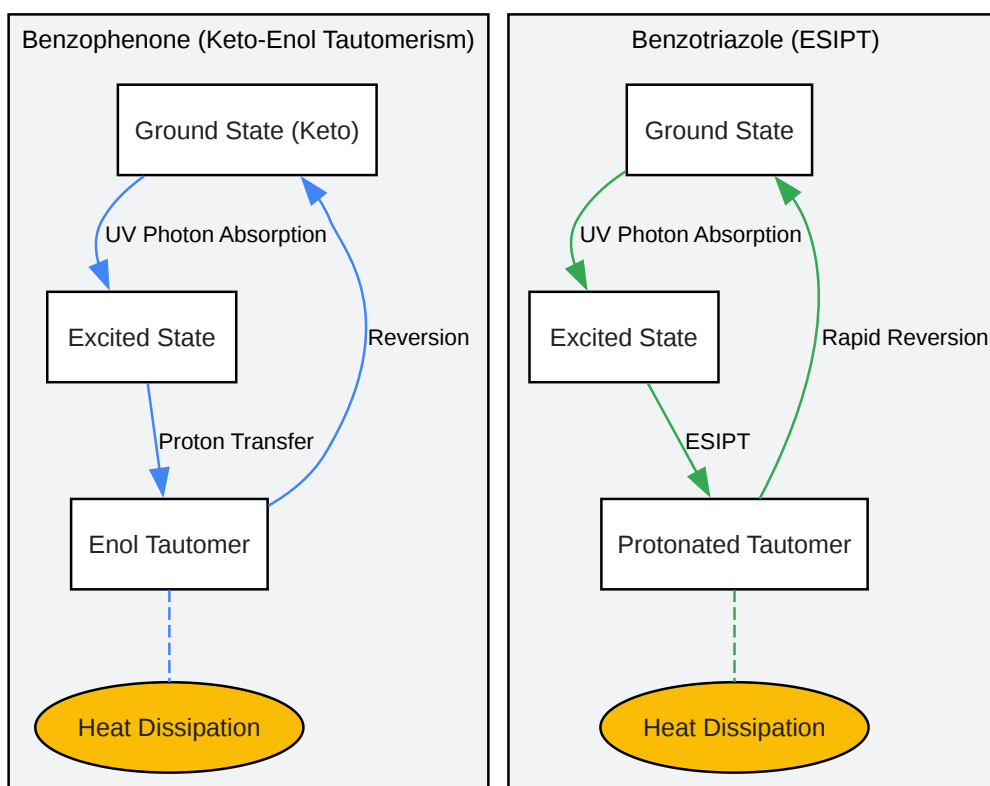 Benzophenone (Keto-Enol Tautomerism)
Ground State (Keto)
UV Photon Absorption
Excited State
Reversion
Proton Transfer
Enol Tautomer
Heat Dissipation
Benzotriazole (ESIPT)
Ground State
UV Photon Absorption
Excited State
Rapid Reversion
ESIPT
Protonated Tautomer
Heat Dissipation